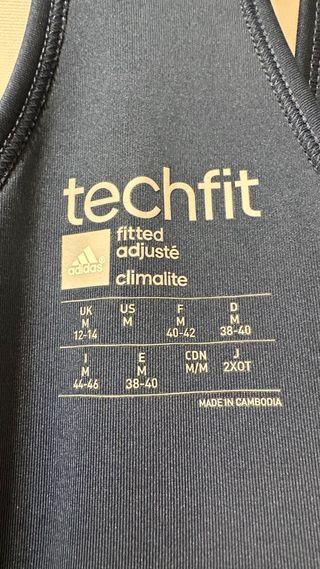 techfit
adidas
fitted
adjusté
climalite
UK US F D
M M M M
12-14 40-42 38-40
I E CDN J
M M M/M 2XOT
44-46 38-40
MADE IN CAMBODIA